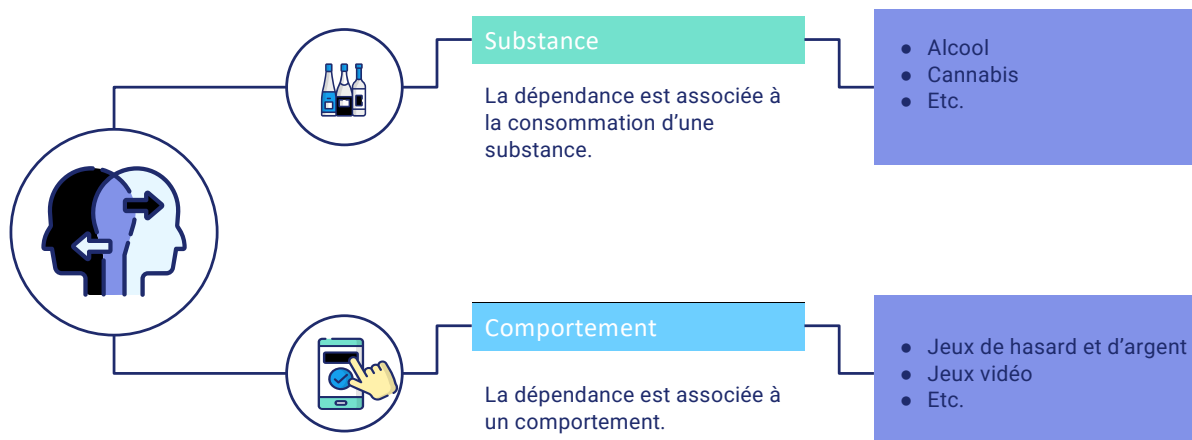 Substance
La dépendance est associée à
la consommation d’une
substance.
● Alcool
● Cannabis
● Etc.
Comportement
La dépendance est associée à
un comportement.
● Jeux de hasard et d’argent
● Jeux vidéo
● Etc.